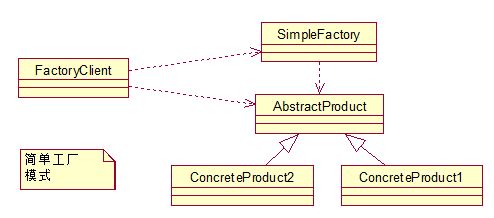 SimpleFactory
FactoryClient
AbstractProduct
简单工厂
模式
ConcreteProduct2
ConcreteProduct1